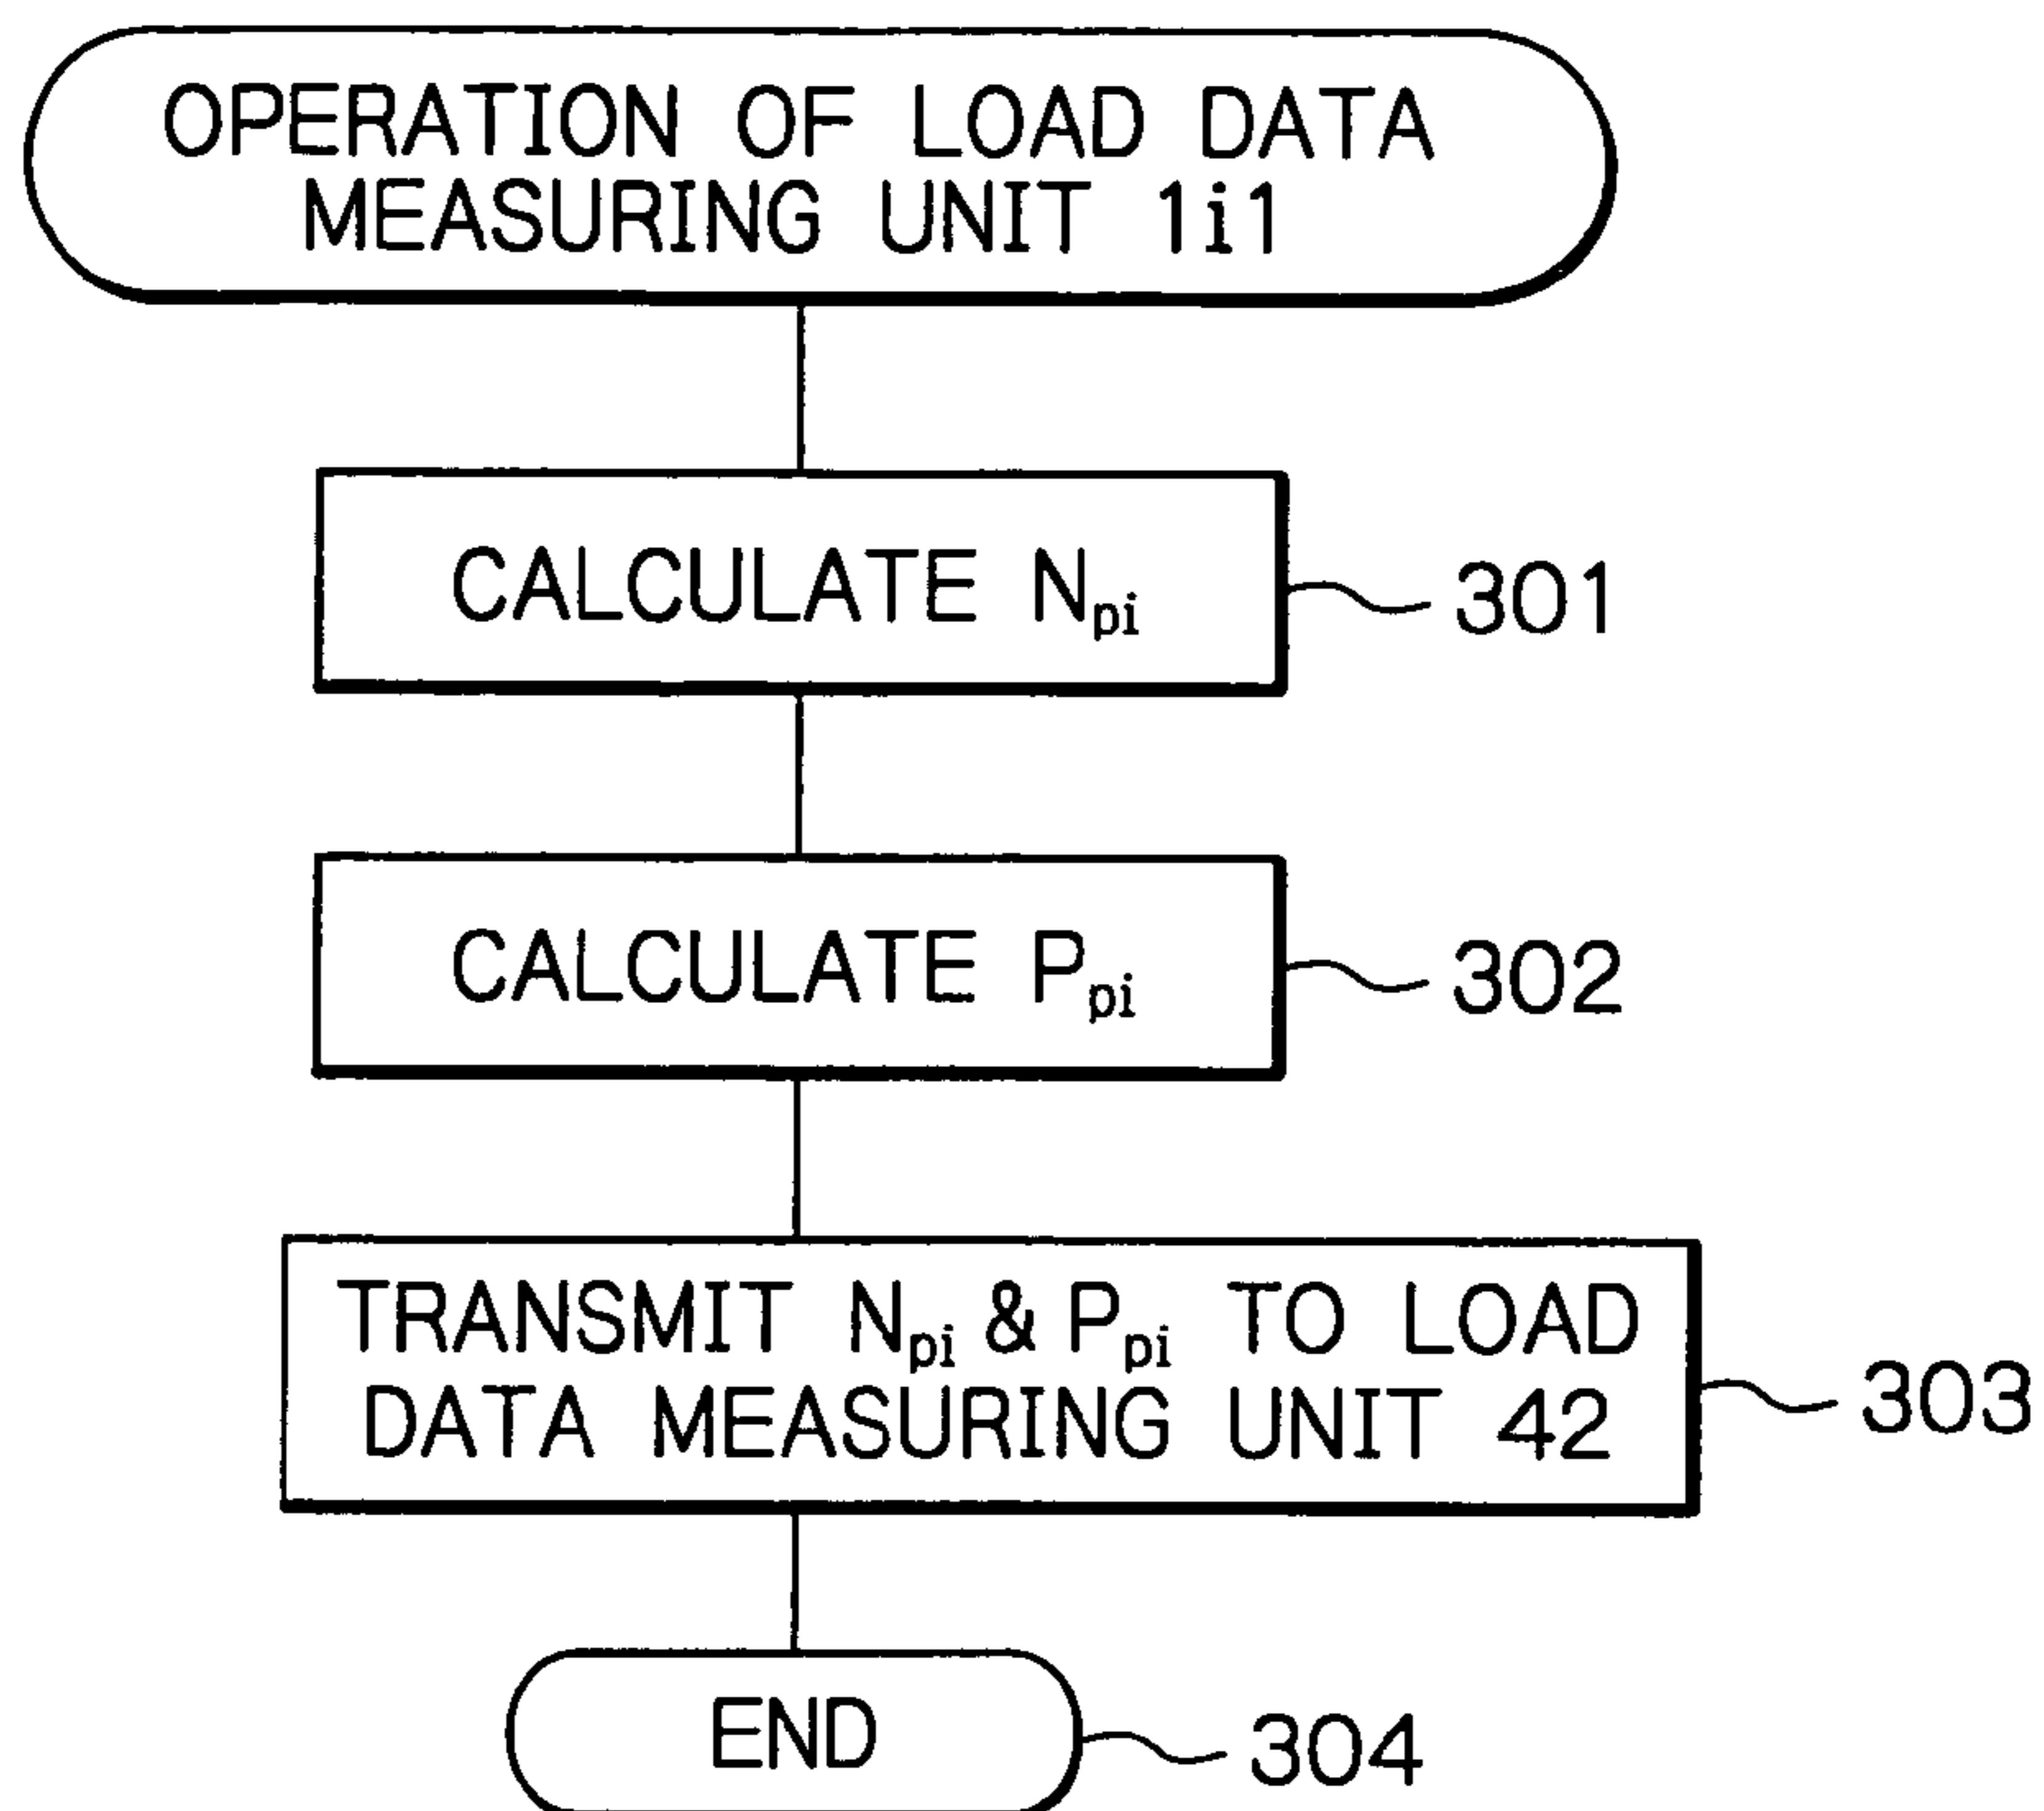 OPERATION OF LOAD DATA
MEASURING UNIT 1i1
CALCULATE Npi
301
CALCULATE Ppi
302
TRANSMIT Npi & Ppi TO LOAD
DATA MEASURING UNIT 42
303
END
304